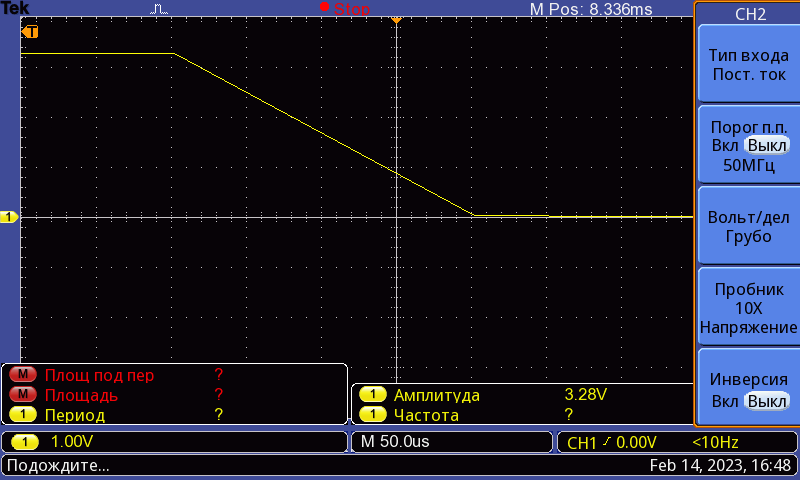 Tek Stop M Pos: 8.336ms CH2
T
Тип входа
Пост. ток
Порог п.п.
Вкл Выкл
50МГц
1
Вольт/дел
Грубо
Пробник
10X
Напряжение
Инверсия
Вкл Выкл
M Площ под пер ?
M Площадь ?
1 Период ?
1 Амплитуда 3.28V
1 Частота ?
1 1.00V M 50.0us CH1 0.00V <10Hz
Подождите... Feb 14, 2023, 16:48